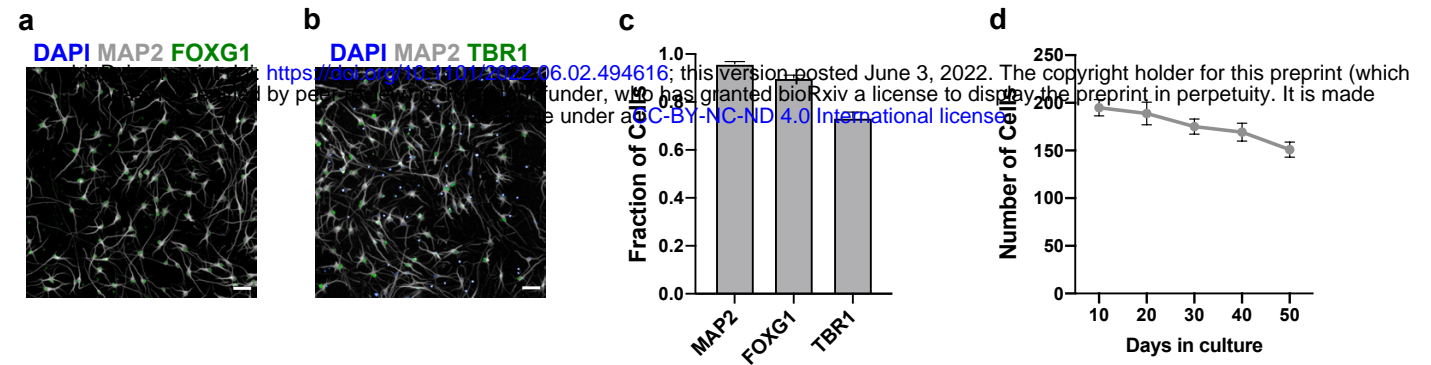 a
DAPI MAP2 FOXG1
b
DAPI MAP2 TBR1
c
d
https://doi.org/10.1101/2022.06.02.494616; this version posted June 3, 2022. The copyright holder for this preprint (which
by funder, who has granted bioRxiv a license to display the preprint in perpetuity. It is made
under a CC-BY-NC-ND 4.0 International license.
Fraction of Cells
1.0
0.8
0.6
0.4
0.2
0.0
MAP2
FOXG1
TBR1
Number of Cells
250
200
150
100
50
0
10 20 30 40 50
Days in culture